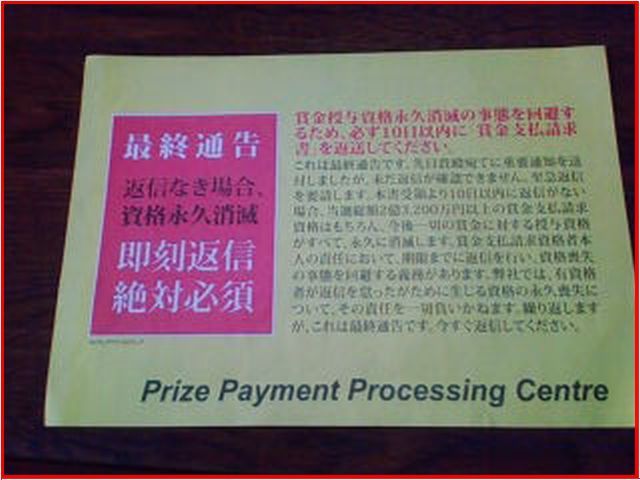 最終通告
返信なき場合、
資格永久消滅
即刻返信
絶対必須
賞金授与資格永久消滅の事態を回避す
るため、必ず10日以内に「賞金支払請求
書」を返送してください。
これは最終通告です。先日貴殿宛てに重要通知を送
付しましたが、未だ返信が確認できません。至急返信
を要請します。本書受領より10日以内に返信がない
場合、当選総額2億3,200万円以上の賞金支払請求
資格はもちろん、今後一切の賞金に対する授与資格
がすべて、永久に消滅します。賞金支払請求資格者本
人の責任において、期限までに返信を行い、資格喪失
の事態を回避する義務があります。弊社では、有資格
者が返信を怠ったがために生じる資格の永久喪失に
ついて、その責任を一切負いかねます。繰り返します
が、これは最終通告です。今すぐ返信してください。
Prize Payment Processing Centre